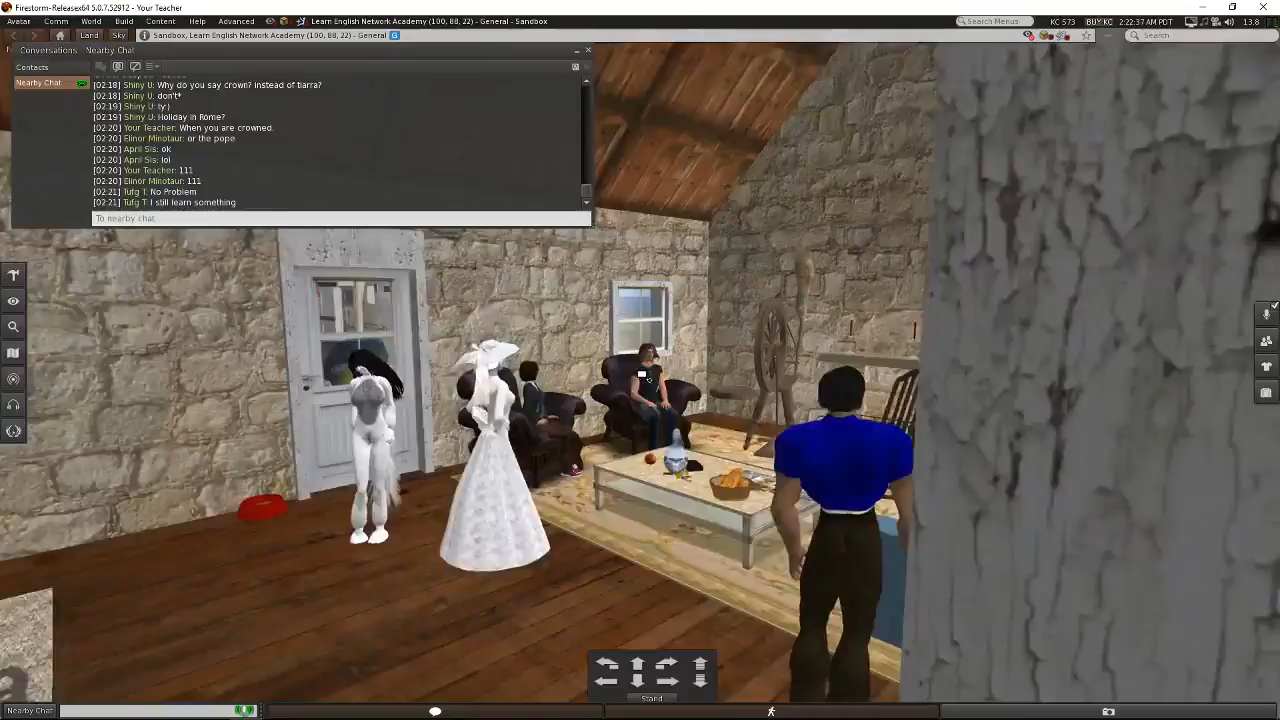 Firestorm-Releasex64 5.0.7.52912 - Your Teacher
Avatar Comm World Build Content Help Advanced Learn English Network Academy (100, 88, 22) - General - Sandbox Search Menus KC 573 BUY KC 2:22:37 AM PDT 13.8
Land Sky Sandbox, Learn English Network Academy (100, 88, 22) - General G Search
Conversations Nearby Chat
Contacts
Nearby Chat
[02:18] Shiny U: Why do you say crown? instead of tiarra?
[02:18] Shiny U: don't*
[02:19] Shiny U: ty:)
[02:19] Shiny U: Holiday in Rome?
[02:20] Your Teacher: When you are crowned.
[02:20] Elinor Minotaur: or the pope
[02:20] April Sis: ok
[02:20] April Sis: lol
[02:20] Your Teacher: 111
[02:20] Elinor Minotaur: 111
[02:21] Tufg T: No Problem
[02:21] Tufg T: I still learn something
To nearby chat
Stand
Nearby Chat